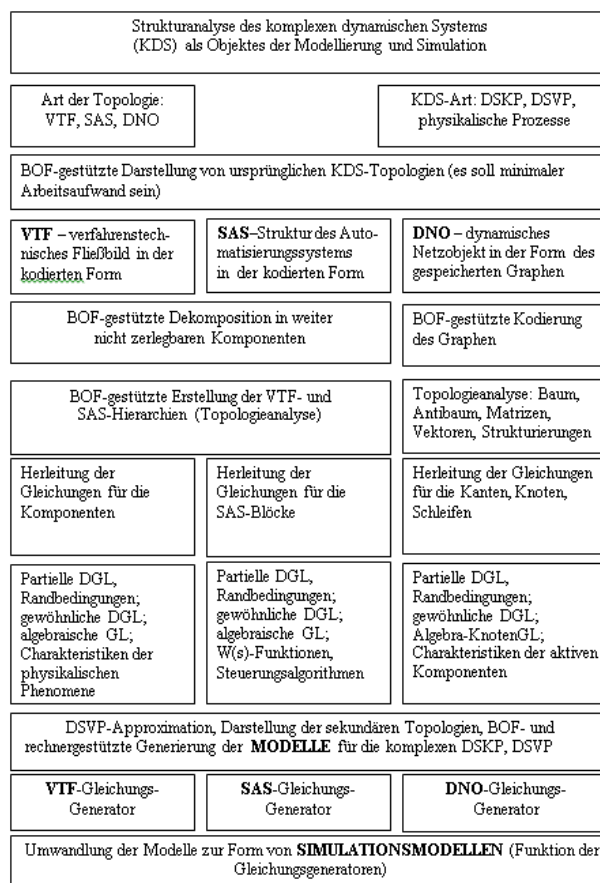 Strukturanalyse des komplexen dynamischen Systems
(KDS) als Objektes der Modellierung und Simulation
Art der Topologie:
VTF, SAS, DNO
KDS-Art: DSKP, DSVP,
physikalische Prozesse
BOF-gestützte Darstellung von ursprünglichen KDS-Topologien (es soll minimaler
Arbeitsaufwand sein)
VTF – verfahrenstech-
nisches Fließbild in der
kodierten Form
SAS–Struktur des Auto-
matisierungssystems
in der kodierten Form
DNO – dynamisches
Netzobjekt in der Form des
gespeicherten Graphen
BOF-gestützte Dekomposition in weiter
nicht zerlegbaren Komponenten
BOF-gestützte Kodierung
des Graphen
BOF-gestützte Erstellung der VTF- und
SAS-Hierarchien (Topologieanalyse)
Topologieanalyse: Baum,
Antibaum, Matrizen,
Vektoren, Strukturierungen
Herleitung der
Gleichungen für die
Komponenten
Herleitung der
Gleichungen für die
SAS-Blöcke
Herleitung der Gleichungen
für die Kanten, Knoten,
Schleifen
Partielle DGL,
Randbedingungen;
gewöhnliche DGL;
algebraische GL;
Charakteristiken der
physikalischen
Phenomene
Partielle DGL,
Randbedingungen;
gewöhnliche DGL;
algebraische GL;
W(s)-Funktionen,
Steuerungsalgorithmen
Partielle DGL,
Randbedingungen;
gewöhnliche DGL;
Algebra-KnotenGL;
Charakteristiken der aktiven
Komponenten
DSVP-Approximation, Darstellung der sekundären Topologien, BOF- und
rechnergestützte Generierung der MODELLE für die komplexen DSKP, DSVP
VTF-Gleichungs-
Generator
SAS-Gleichungs-
Generator
DNO-Gleichungs-
Generator
Umwandlung der Modelle zur Form von SIMULATIONSMODELLEN (Funktion der
Gleichungsgeneratoren)